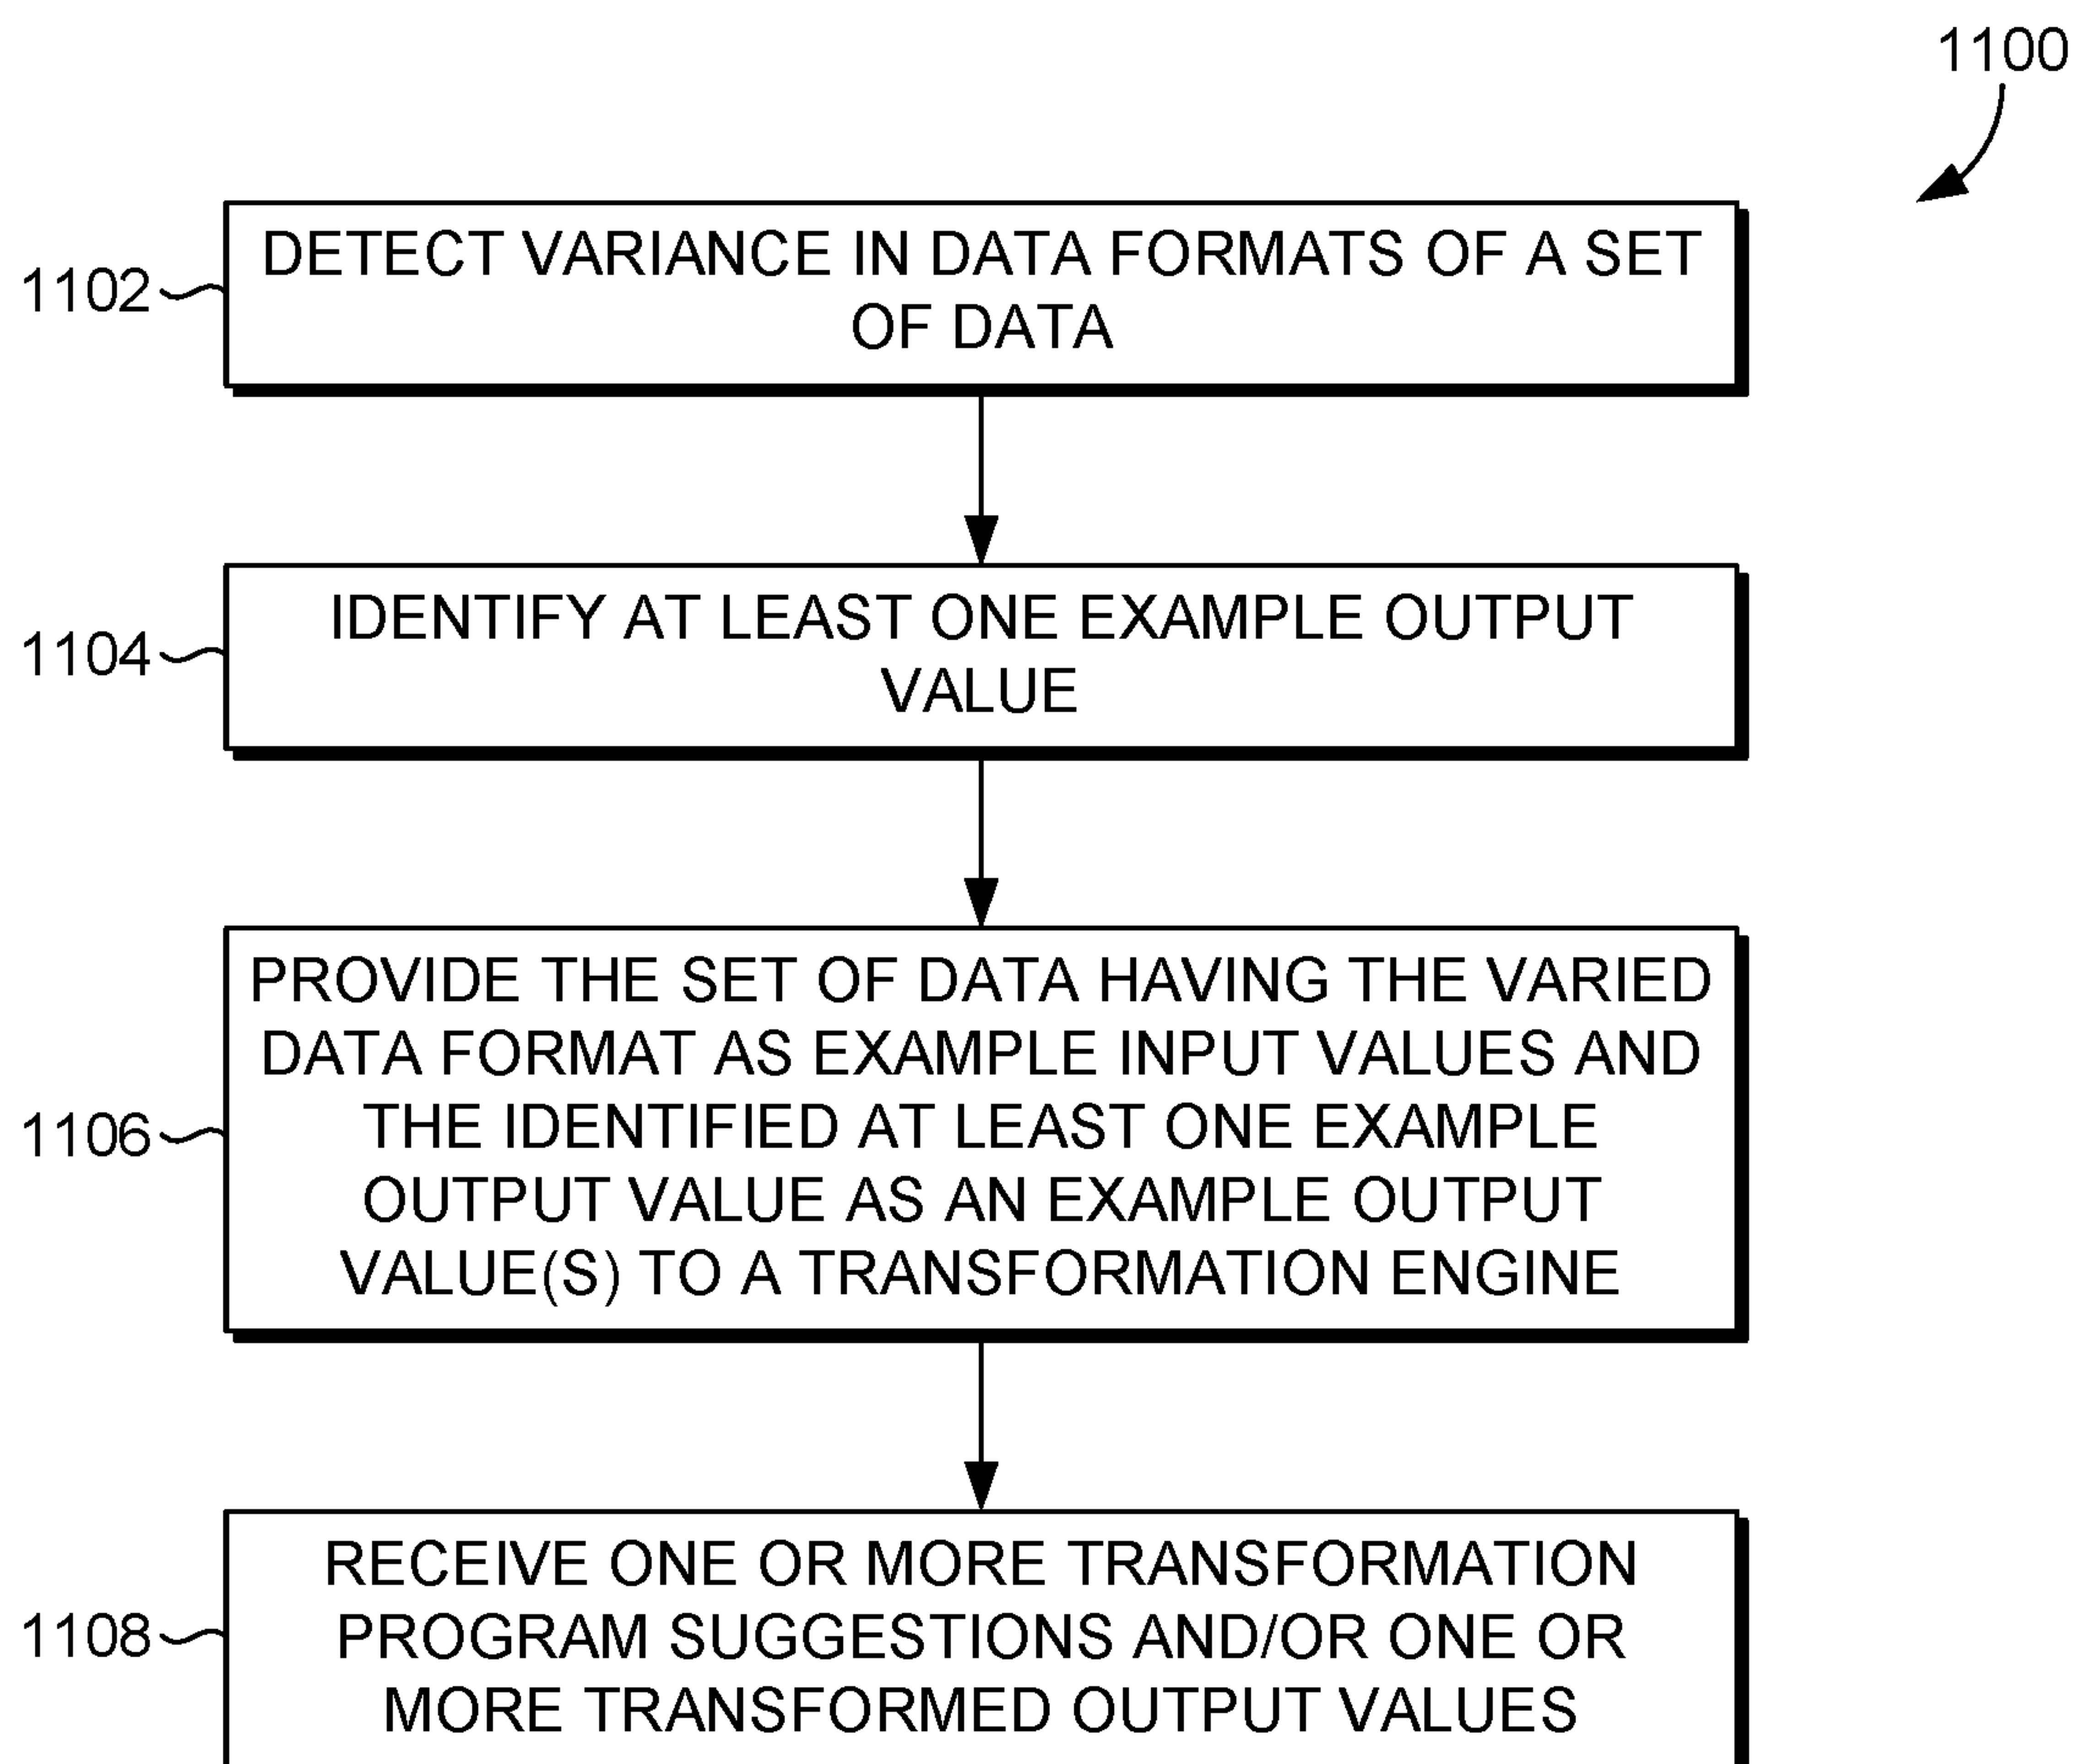 1100
1102
DETECT VARIANCE IN DATA FORMATS OF A SET
OF DATA
1104
IDENTIFY AT LEAST ONE EXAMPLE OUTPUT
VALUE
1106
PROVIDE THE SET OF DATA HAVING THE VARIED
DATA FORMAT AS EXAMPLE INPUT VALUES AND
THE IDENTIFIED AT LEAST ONE EXAMPLE
OUTPUT VALUE AS AN EXAMPLE OUTPUT
VALUE(S) TO A TRANSFORMATION ENGINE
1108
RECEIVE ONE OR MORE TRANSFORMATION
PROGRAM SUGGESTIONS AND/OR ONE OR
MORE TRANSFORMED OUTPUT VALUES